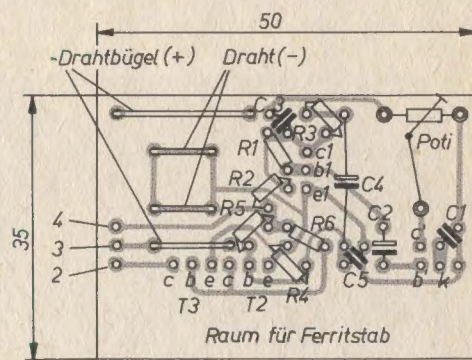 50
-Drahtbügel (+) Draht (-)
C3
R3
Poti
R1
c1
b1
R2
e1
C4
35
4
R5
R6
C2
c
C1
3
2
c b e c b e
R4
C5
b k
T3 T2
Raum für Ferritstab